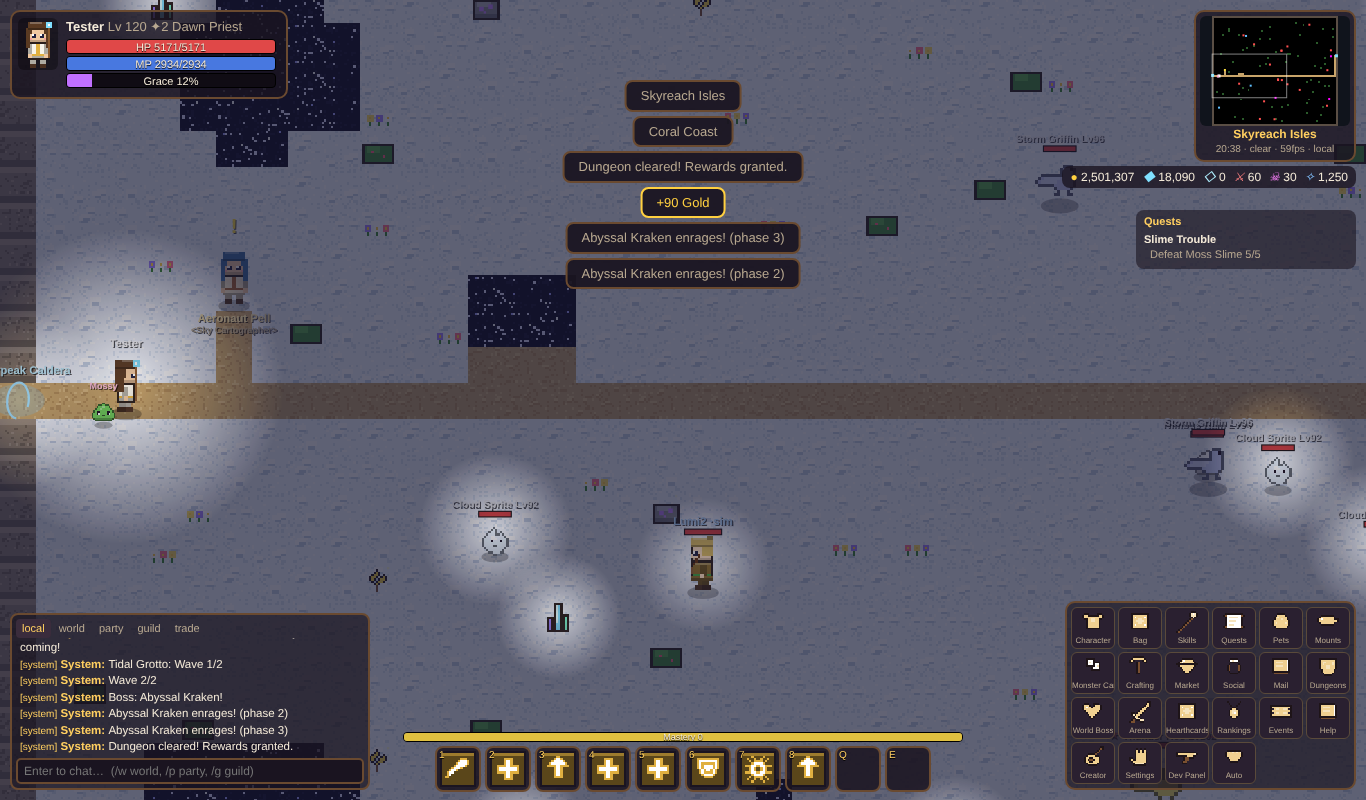 Tester Lv 120 ✦2 Dawn Priest
HP 5171/5171
MP 2934/2934
Grace 12%
Skyreach Isles
Coral Coast
Dungeon cleared! Rewards granted.
+90 Gold
Abyssal Kraken enrages! (phase 3)
Abyssal Kraken enrages! (phase 2)
Skyreach Isles
20:38 · clear · 59fps · local
2,501,307 18,090 0 60 30 1,250
Quests
Slime Trouble
Defeat Moss Slime 5/5
Storm Griffin Lv96
Aeronaut Pell
<Sky Cartographer>
Tester
peak Caldera
Mossy
Storm Griffin Lv96
Cloud Sprite Lv92
Cloud Sprite Lv92
Lumi2 ·sim
Cloud
local world party guild trade
coming!
[system] System: Tidal Grotto: Wave 1/2
[system] System: Wave 2/2
[system] System: Boss: Abyssal Kraken!
[system] System: Abyssal Kraken enrages! (phase 2)
[system] System: Abyssal Kraken enrages! (phase 3)
[system] System: Dungeon cleared! Rewards granted.
Enter to chat… (/w world, /p party, /g guild)
Mastery 0
1 2 3 4 5 6 7 8 Q E
Character Bag Skills Quests Pets Mounts
Monster Ca Crafting Market Social Mail Dungeons
World Boss Arena Hearthcards Rankings Events Help
Creator Settings Dev Panel Auto